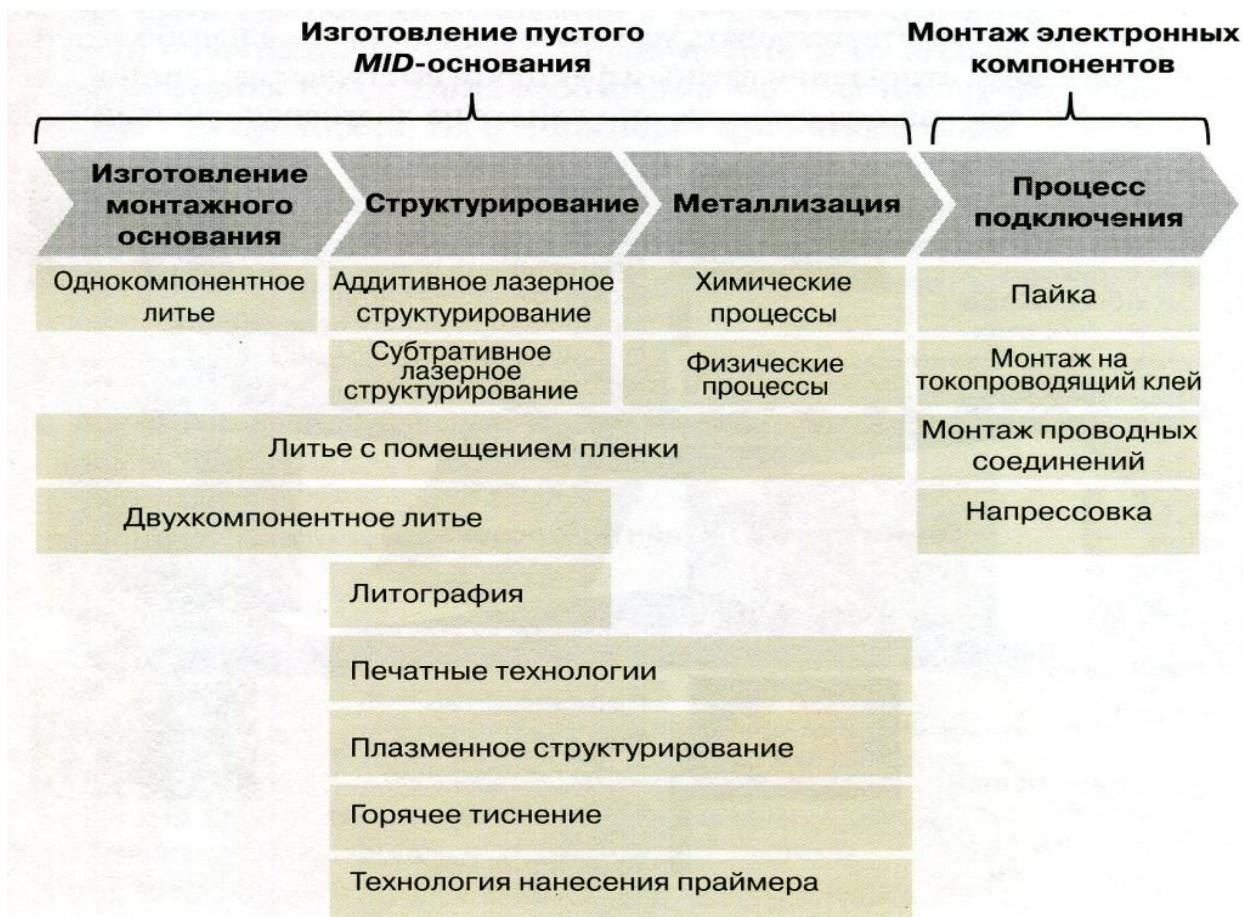 Изготовление пустого
MID-основания
Монтаж электронных
компонентов
Изготовление
монтажного
основания
Структурирование
Металлизация
Процесс
подключения
Однокомпонентное
литье
Аддитивное лазерное
структурирование
Химические
процессы
Пайка
Субтративное
лазерное
структурирование
Физические
процессы
Монтаж на
токопроводящий клей
Литье с помещением пленки
Монтаж проводных
соединений
Двухкомпонентное литье
Напрессовка
Литография
Печатные технологии
Плазменное структурирование
Горячее тиснение
Технология нанесения праймера